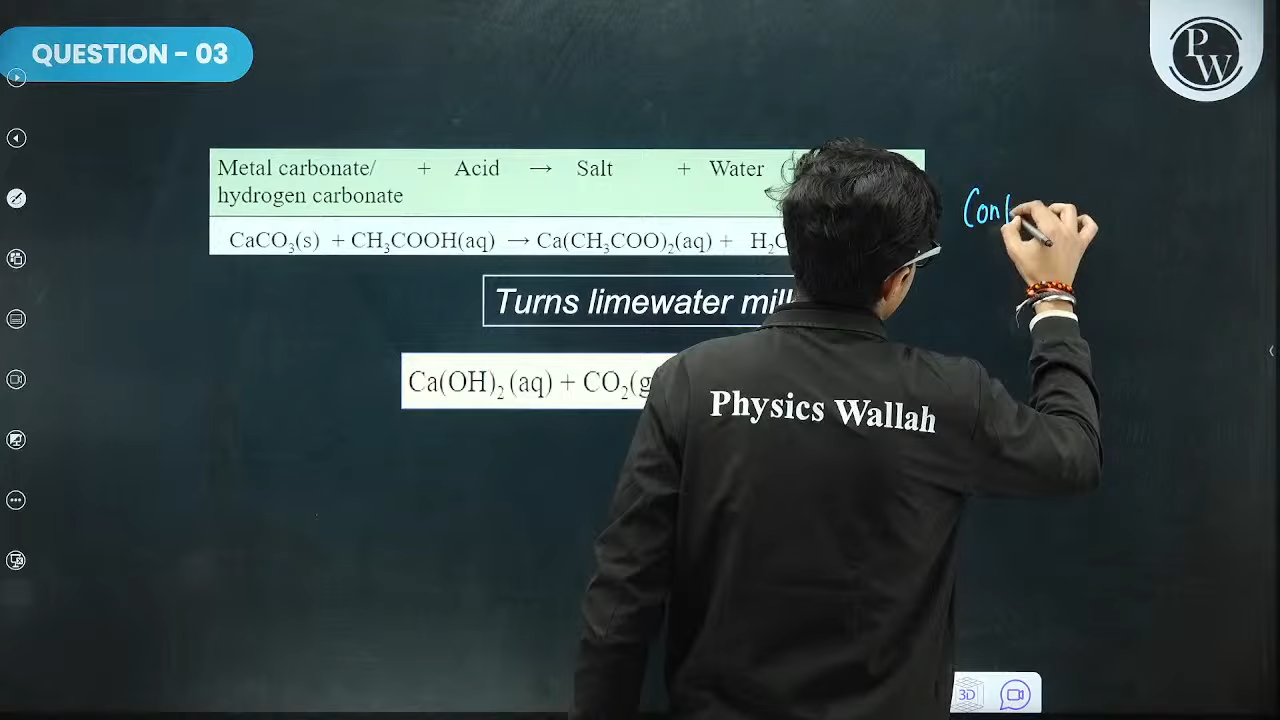 QUESTION - 03
PW
Metal carbonate/ + Acid → Salt + Water
hydrogen carbonate
CaCO₃(s) + CH₃COOH(aq) → Ca(CH₃COO)₂(aq) +
Turns limewater
Ca(OH)₂(aq) + CO₂(g
Physics Wallah
3D